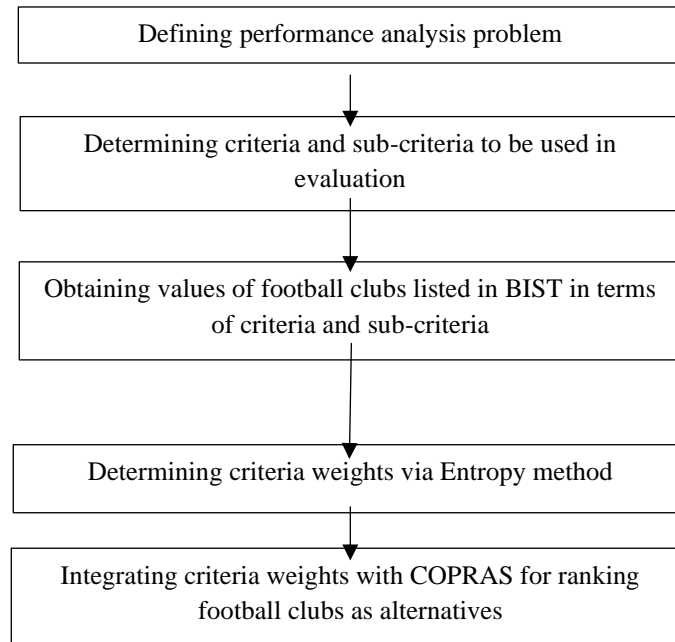 Defining performance analysis problem
Determining criteria and sub-criteria to be used in
evaluation
Obtaining values of football clubs listed in BIST in terms
of criteria and sub-criteria
Determining criteria weights via Entropy method
Integrating criteria weights with COPRAS for ranking
football clubs as alternatives